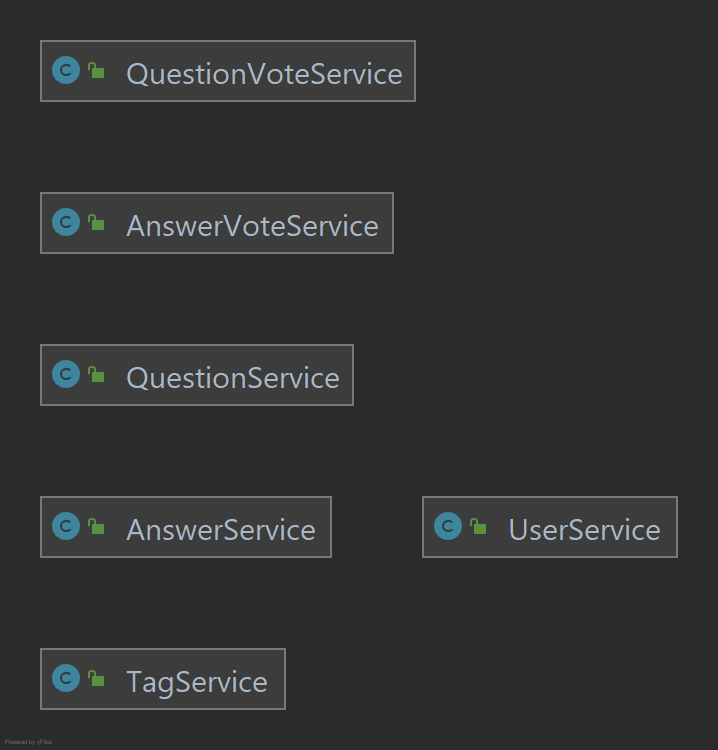 C QuestionVoteService
C AnswerVoteService
C QuestionService
C AnswerService
C UserService
C TagService
Powered by yFiles